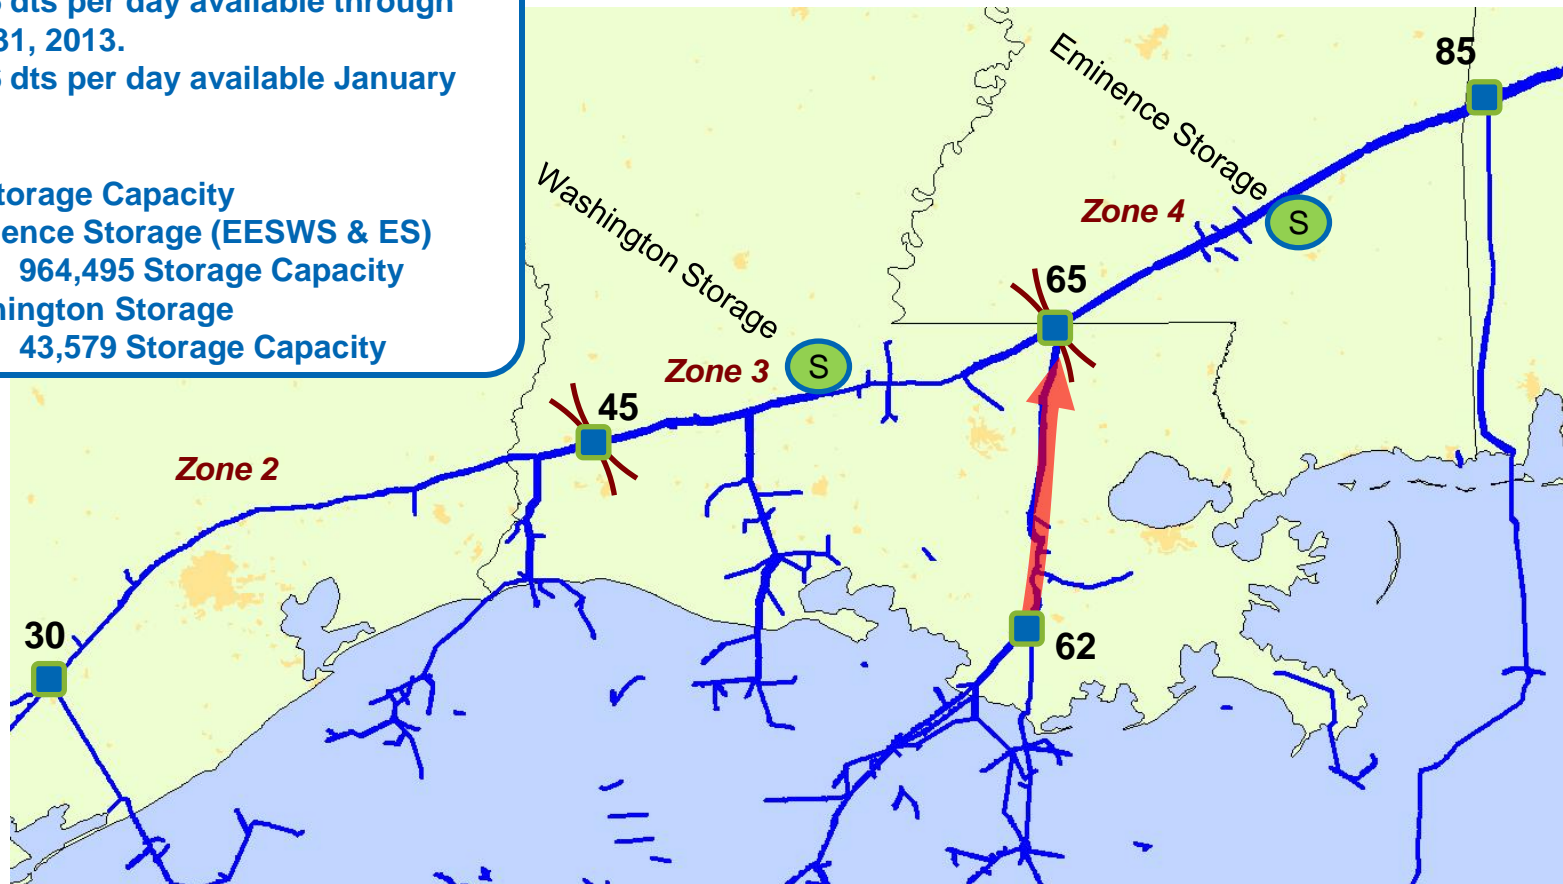 dts per day available through
31, 2013.
dts per day available January
Storage Capacity
ence Storage (EESWS & ES)
964,495 Storage Capacity
ington Storage
43,579 Storage Capacity
Washington Storage
Eminence Storage
85
Zone 4
S
65
Zone 3
S
45
Zone 2
30
62